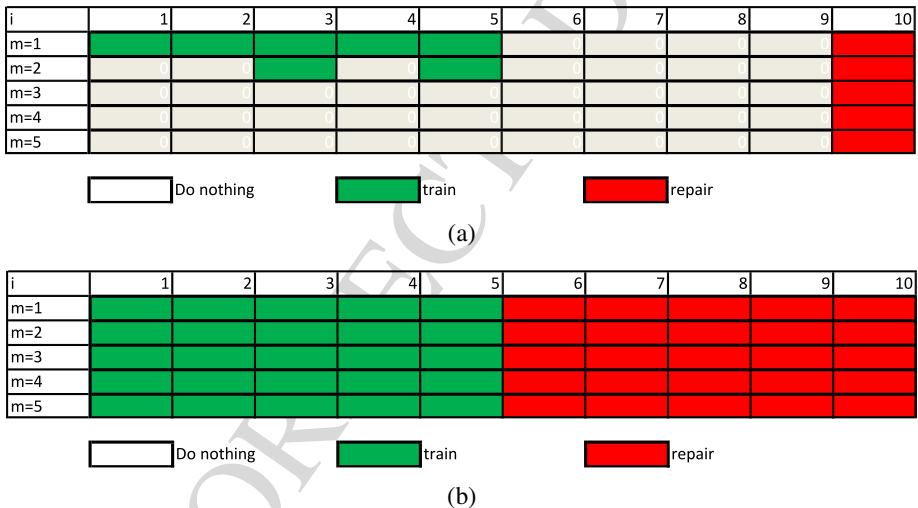 i 1 2 3 4 5 6 7 8 9 10
m=1 0 0 0 0
m=2 0 0 0 0 0 0 0
m=3 0 0 0 0 0 0 0 0 0
m=4 0 0 0 0 0 0 0 0 0
m=5 0 0 0 0 0 0 0 0 0
Do nothing train repair
(a)
i 1 2 3 4 5 6 7 8 9 10
m=1
m=2
m=3
m=4
m=5
Do nothing train repair
(b)